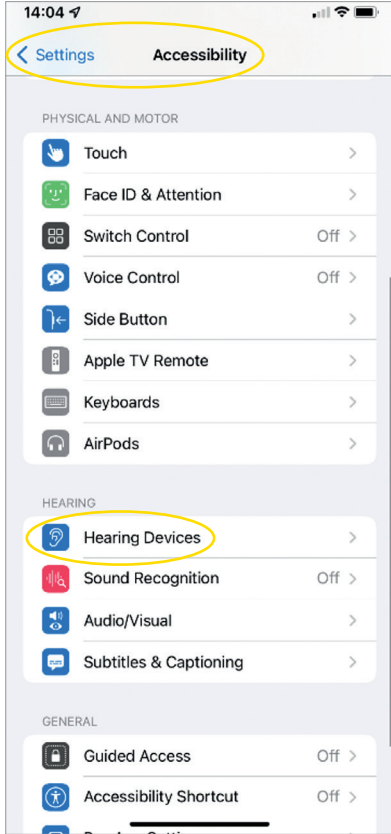 14:04
Settings Accessibility
PHYSICAL AND MOTOR
Touch
Face ID & Attention
Switch Control Off
Voice Control Off
Side Button
Apple TV Remote
Keyboards
AirPods
HEARING
Hearing Devices
Sound Recognition Off
Audio/Visual
Subtitles & Captioning
GENERAL
Guided Access Off
Accessibility Shortcut Off